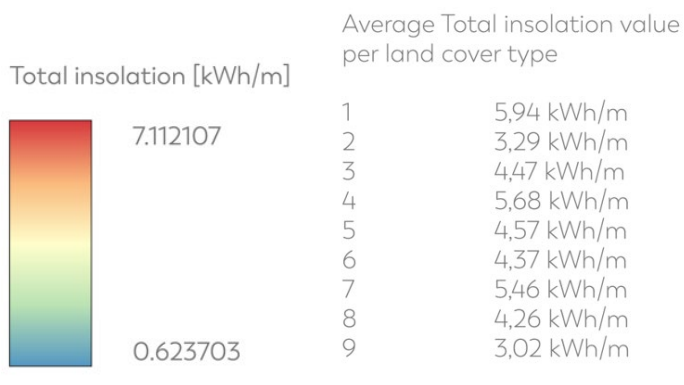 Total insolation [kWh/m]
7.112107
0.623703
Average Total insolation value
per land cover type
1 5,94 kWh/m
2 3,29 kWh/m
3 4,47 kWh/m
4 5,68 kWh/m
5 4,57 kWh/m
6 4,37 kWh/m
7 5,46 kWh/m
8 4,26 kWh/m
9 3,02 kWh/m